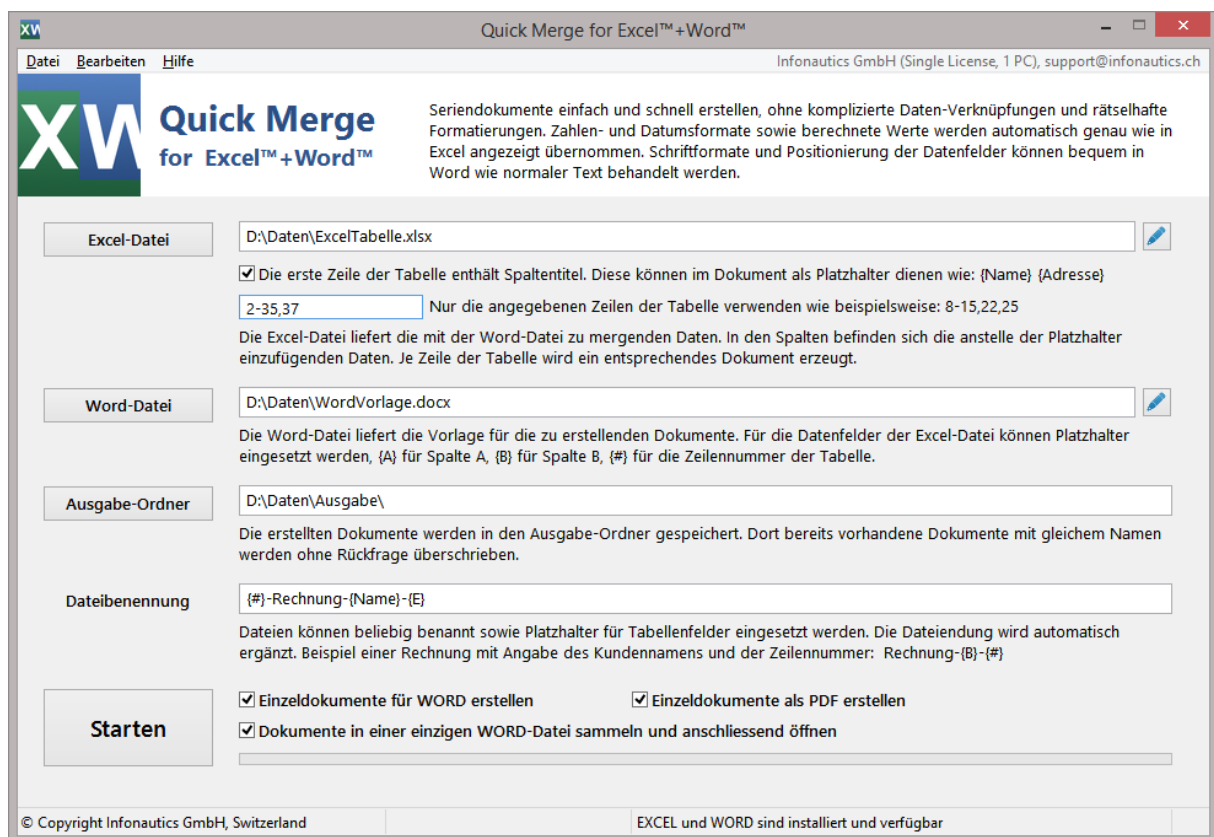 XW
Quick Merge for Excel™+Word™
Datei Bearbeiten Hilfe
Infonautics GmbH (Single License, 1 PC), support@infonautics.ch
XW
Quick Merge
for Excel™+Word™
Seriendokumente einfach und schnell erstellen, ohne komplizierte Daten-Verknüpfungen und rätselhafte
Formatierungen. Zahlen- und Datumsformate sowie berechnete Werte werden automatisch genau wie in
Excel angezeigt übernommen. Schriftformate und Positionierung der Datenfelder können bequem in
Word wie normaler Text behandelt werden.
Excel-Datei
D:\Daten\ExcelTabelle.xlsx
Die erste Zeile der Tabelle enthält Spaltentitel. Diese können im Dokument als Platzhalter dienen wie: {Name} {Adresse}
2-35,37
Nur die angegebenen Zeilen der Tabelle verwenden wie beispielsweise: 8-15,22,25
Die Excel-Datei liefert die mit der Word-Datei zu mergenden Daten. In den Spalten befinden sich die anstelle der Platzhalter
einzufügenden Daten. Je Zeile der Tabelle wird ein entsprechendes Dokument erzeugt.
Word-Datei
D:\Daten\WordVorlage.docx
Die Word-Datei liefert die Vorlage für die zu erstellenden Dokumente. Für die Datenfelder der Excel-Datei können Platzhalter
eingesetzt werden, {A} für Spalte A, {B} für Spalte B, {#} für die Zeilennummer der Tabelle.
Ausgabe-Ordner
D:\Daten\Ausgabe\
Die erstellten Dokumente werden in den Ausgabe-Ordner gespeichert. Dort bereits vorhandene Dokumente mit gleichem Namen
werden ohne Rückfrage überschrieben.
Dateibenennung
{#}-Rechnung-{Name}-{E}
Dateien können beliebig benannt sowie Platzhalter für Tabellenfelder eingesetzt werden. Die Dateiendung wird automatisch
ergänzt. Beispiel einer Rechnung mit Angabe des Kundennamens und der Zeilennummer: Rechnung-{B}-{#}
Starten
Einzeldokumente für WORD erstellen
Einzeldokumente als PDF erstellen
Dokumente in einer einzigen WORD-Datei sammeln und anschliessend öffnen
© Copyright Infonautics GmbH, Switzerland
EXCEL und WORD sind installiert und verfügbar